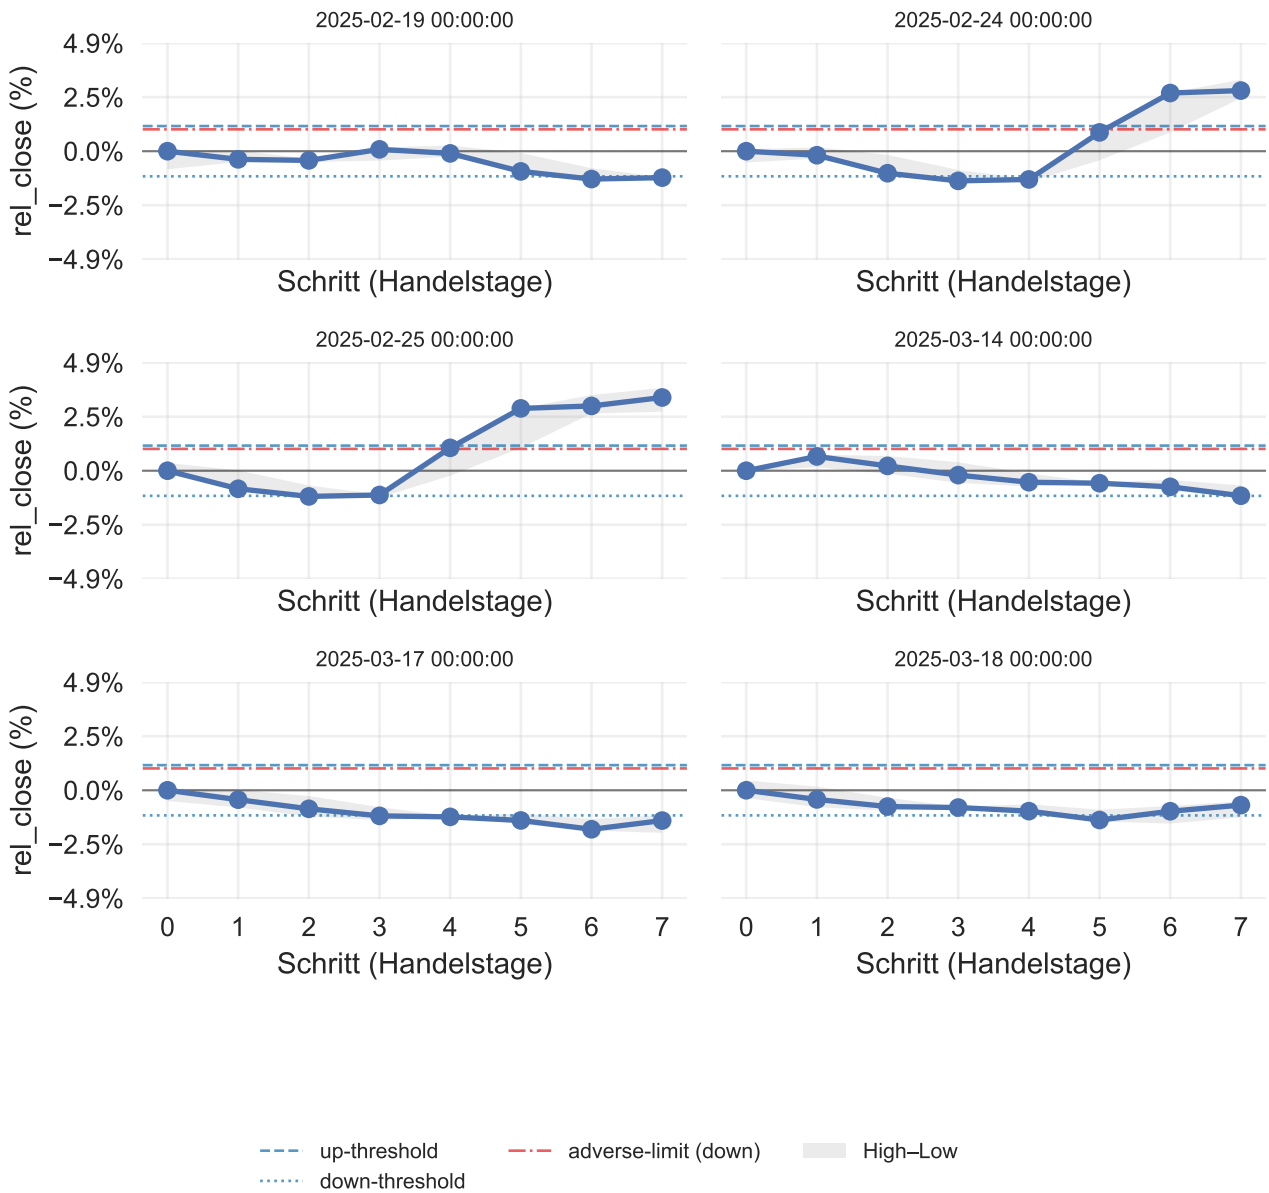 2025-02-19 00:00:00
2025-02-24 00:00:00
4.9%
2.5%
0.0%
−2.5%
−4.9%
rel_close (%)
Schritt (Handelstage)
Schritt (Handelstage)
2025-02-25 00:00:00
2025-03-14 00:00:00
4.9%
2.5%
0.0%
−2.5%
−4.9%
rel_close (%)
Schritt (Handelstage)
Schritt (Handelstage)
2025-03-17 00:00:00
2025-03-18 00:00:00
4.9%
2.5%
0.0%
−2.5%
−4.9%
rel_close (%)
0 1 2 3 4 5 6 7
0 1 2 3 4 5 6 7
Schritt (Handelstage)
Schritt (Handelstage)
up-threshold
down-threshold
adverse-limit (down)
High–Low